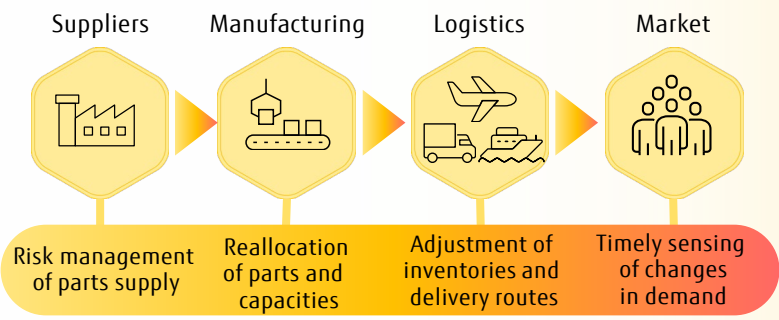 Suppliers
Manufacturing
Logistics
Market
Risk management
of parts supply
Reallocation
of parts and
capacities
Adjustment of
inventories and
delivery routes
Timely sensing
of changes
in demand